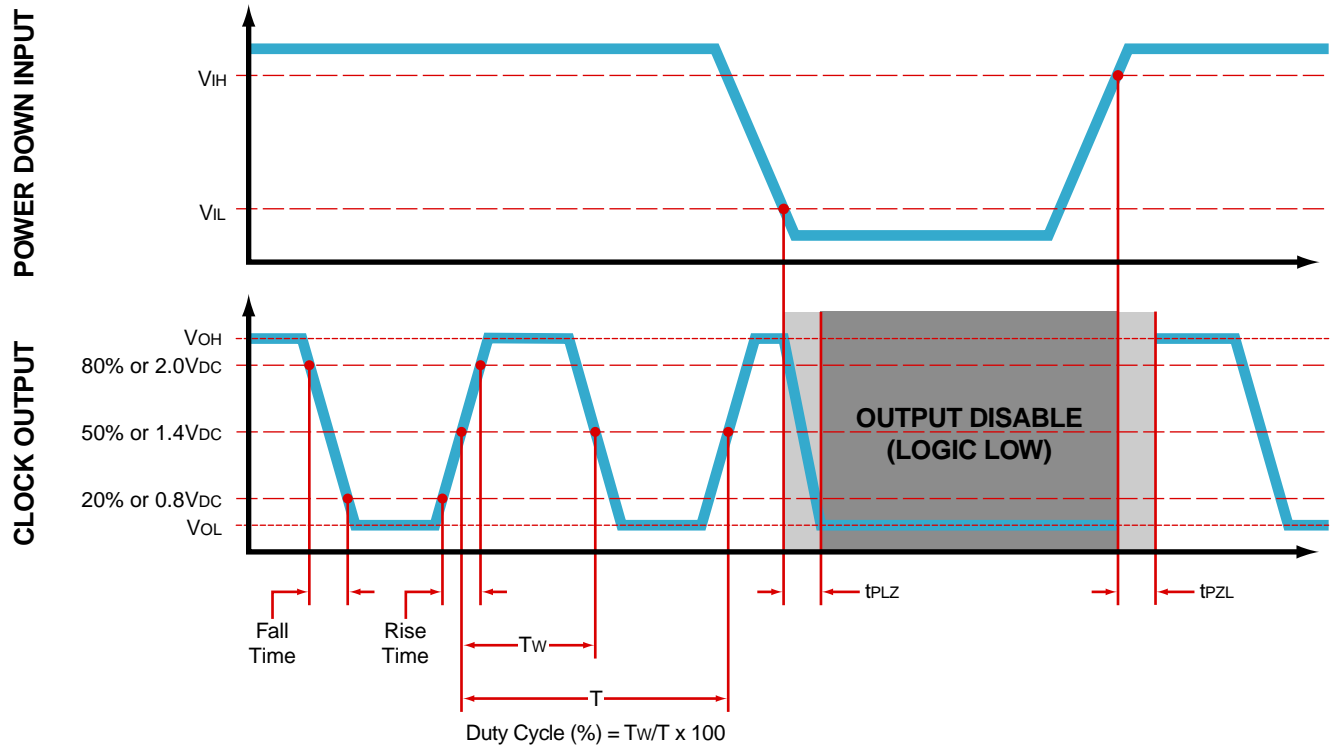 POWER DOWN INPUT
VIH
VIL
CLOCK OUTPUT
VOH
80% or 2.0VDC
50% or 1.4VDC
20% or 0.8VDC
VOL
OUTPUT DISABLE
(LOGIC LOW)
tPLZ
tPZL
Fall
Time
Rise
Time
TW
T
Duty Cycle (%) = TW/T x 100